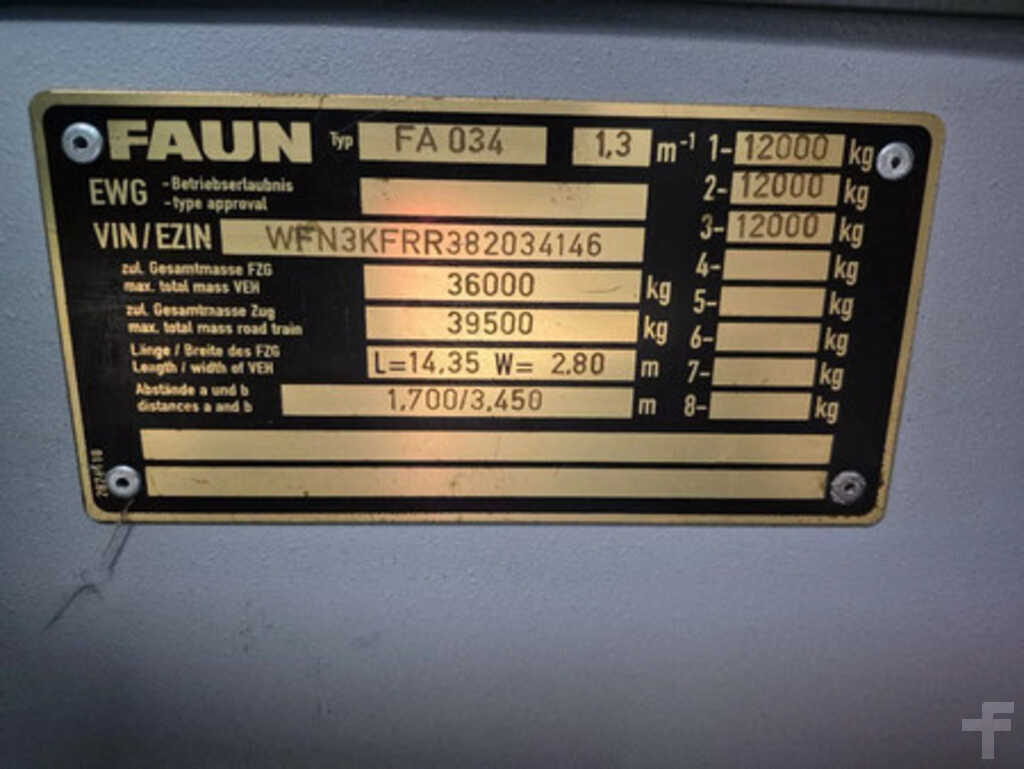 FAUN Typ FA 034 1,3 m⁻¹ 1- 12000 kg
EWG -Betriebserlaubnis
-type approval
2- 12000 kg
VIN/EZIN WFN3KFRR382034146 3- 12000 kg
zul. Gesamtmasse FZG
max. total mass VEH
36000 kg 4- kg
zul. Gesamtmasse Zug
max. total mass road train
39500 kg 5- kg
6- kg
Länge / Breite des FZG
Length / width of VEH
L=14,35 W= 2,80 m 7- kg
Abstände a und b
distances a and b
1,700/3,450 m 8- kg